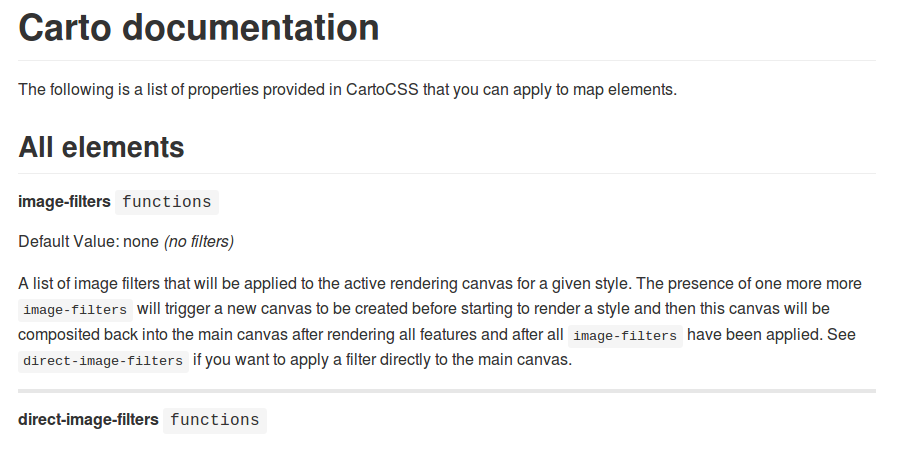 Carto documentation
The following is a list of properties provided in CartoCSS that you can apply to map elements.
All elements
image-filters functions
Default Value: none (no filters)
A list of image filters that will be applied to the active rendering canvas for a given style. The presence of one more more
image-filters will trigger a new canvas to be created before starting to render a style and then this canvas will be
composited back into the main canvas after rendering all features and after all image-filters have been applied. See
direct-image-filters if you want to apply a filter directly to the main canvas.
direct-image-filters functions